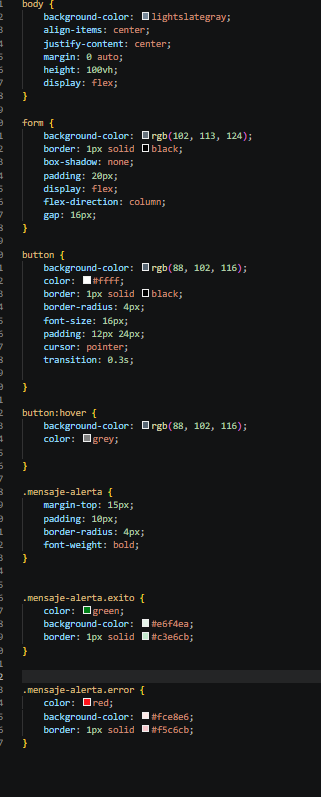 body {
background-color: lightslategray;
align-items: center;
justify-content: center;
margin: 0 auto;
height: 100vh;
display: flex;
}
form {
background-color: rgb(102, 113, 124);
border: 1px solid black;
box-shadow: none;
padding: 20px;
display: flex;
flex-direction: column;
gap: 16px;
}
button {
background-color: rgb(88, 102, 116);
color: #ffff;
border: 1px solid black;
border-radius: 4px;
font-size: 16px;
padding: 12px 24px;
cursor: pointer;
transition: 0.3s;
}
button:hover {
background-color: rgb(88, 102, 116);
color: grey;
}
.mensaje-alerta {
margin-top: 15px;
padding: 10px;
border-radius: 4px;
font-weight: bold;
}
.mensaje-alerta.exito {
color: green;
background-color: #e6f4ea;
border: 1px solid #c3e6cb;
}
.mensaje-alerta.error {
color: red;
background-color: #fce8e6;
border: 1px solid #f5c6cb;
}